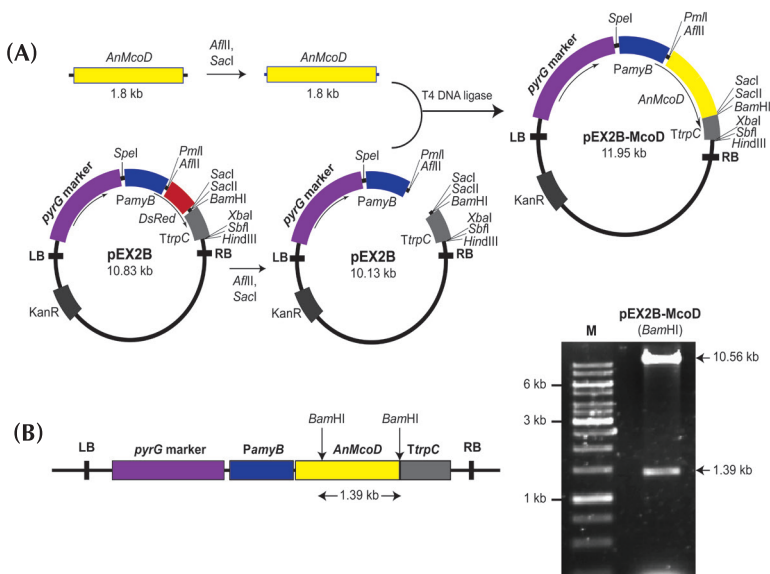 (A)
AnMcoD
1.8 kb
AflII,
SacI
AnMcoD
1.8 kb
T4 DNA ligase
pyrG marker
SpeI
PamyB
PmlI
AflII
DsRed
SacI
SacII
BamHI
XbaI
SbfI
HindIII
TtrpC
LB
RB
KanR
pEX2B
10.83 kb
AflII,
SacI
pyrG marker
SpeI
PamyB
PmlI
AflII
SacI
SacII
BamHI
XbaI
SbfI
HindIII
TtrpC
LB
RB
KanR
pEX2B
10.13 kb
pyrG marker
SpeI
PamyB
PmlI
AflII
AnMcoD
SacI
SacII
BamHI
XbaI
SbfI
HindIII
TtrpC
LB
RB
KanR
pEX2B-McoD
11.95 kb
(B)
BamHI
BamHI
LB
pyrG marker
PamyB
AnMcoD
TtrpC
RB
1.39 kb
pEX2B-McoD
M
(BamHI)
10.56 kb
6 kb
3 kb
1.39 kb
1 kb